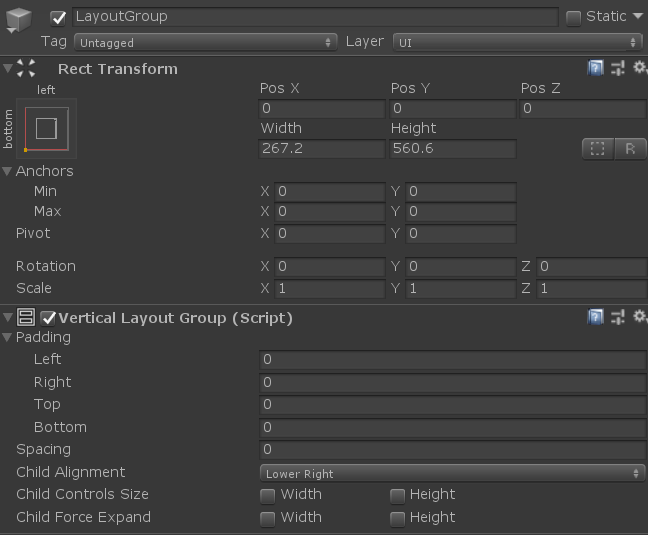 LayoutGroup Static
Tag Untagged Layer UI
Rect Transform
left Pos X Pos Y Pos Z
bottom 0 0 0
Width Height
267.2 560.6 R
Anchors
Min X 0 Y 0
Max X 0 Y 0
Pivot X 0 Y 0
Rotation X 0 Y 0 Z 0
Scale X 1 Y 1 Z 1
Vertical Layout Group (Script)
Padding
Left 0
Right 0
Top 0
Bottom 0
Spacing 0
Child Alignment Lower Right
Child Controls Size Width Height
Child Force Expand Width Height